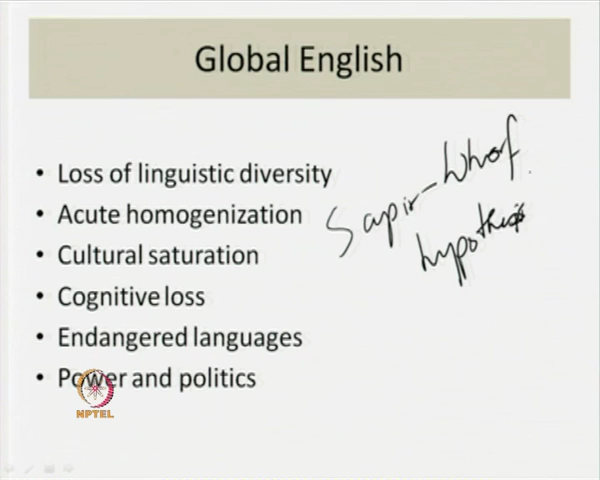 Global English
• Loss of linguistic diversity
• Acute homogenization
• Cultural saturation
• Cognitive loss
• Endangered languages
• Power and politics
Sapir-Whorf
hypothesis
NPTEL